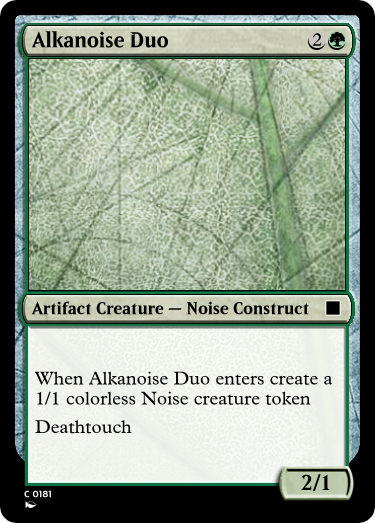 Alkanoise Duo 2
Artifact Creature — Noise Construct
When Alkanoise Duo enters create a
1/1 colorless Noise creature token
Deathtouch
2/1
C 0181